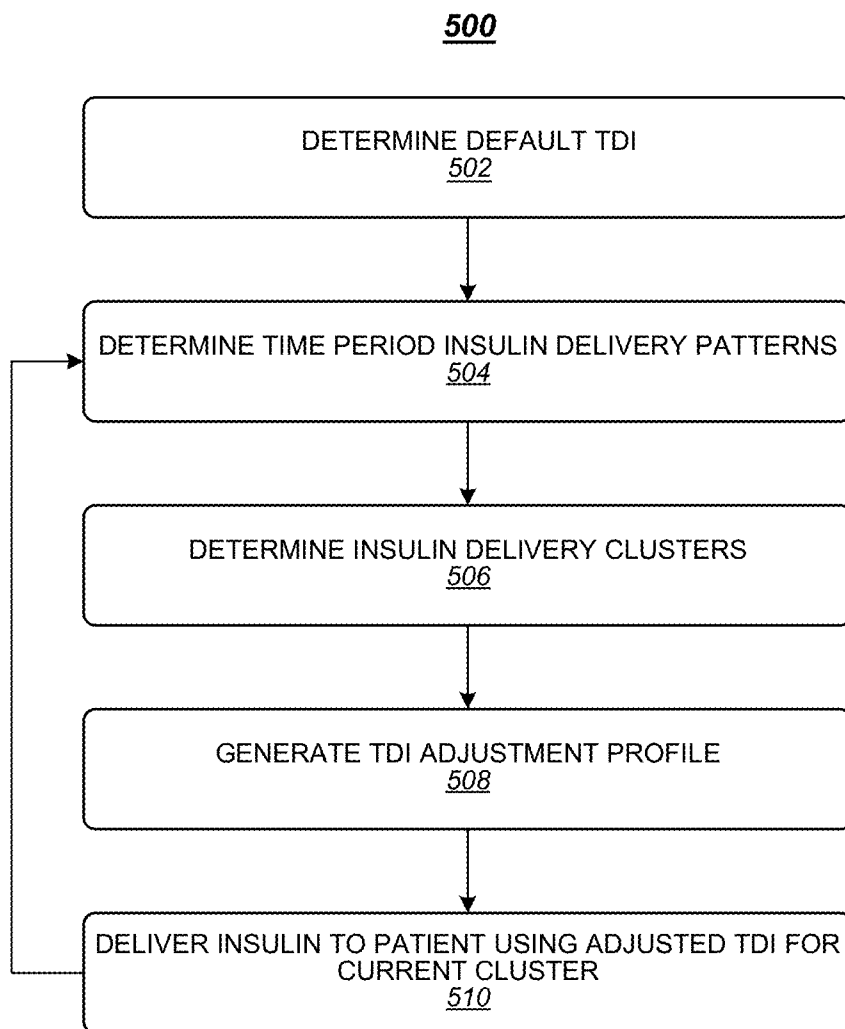 500
DETERMINE DEFAULT TDI
502
DETERMINE TIME PERIOD INSULIN DELIVERY PATTERNS
504
DETERMINE INSULIN DELIVERY CLUSTERS
506
GENERATE TDI ADJUSTMENT PROFILE
508
DELIVER INSULIN TO PATIENT USING ADJUSTED TDI FOR
CURRENT CLUSTER
510